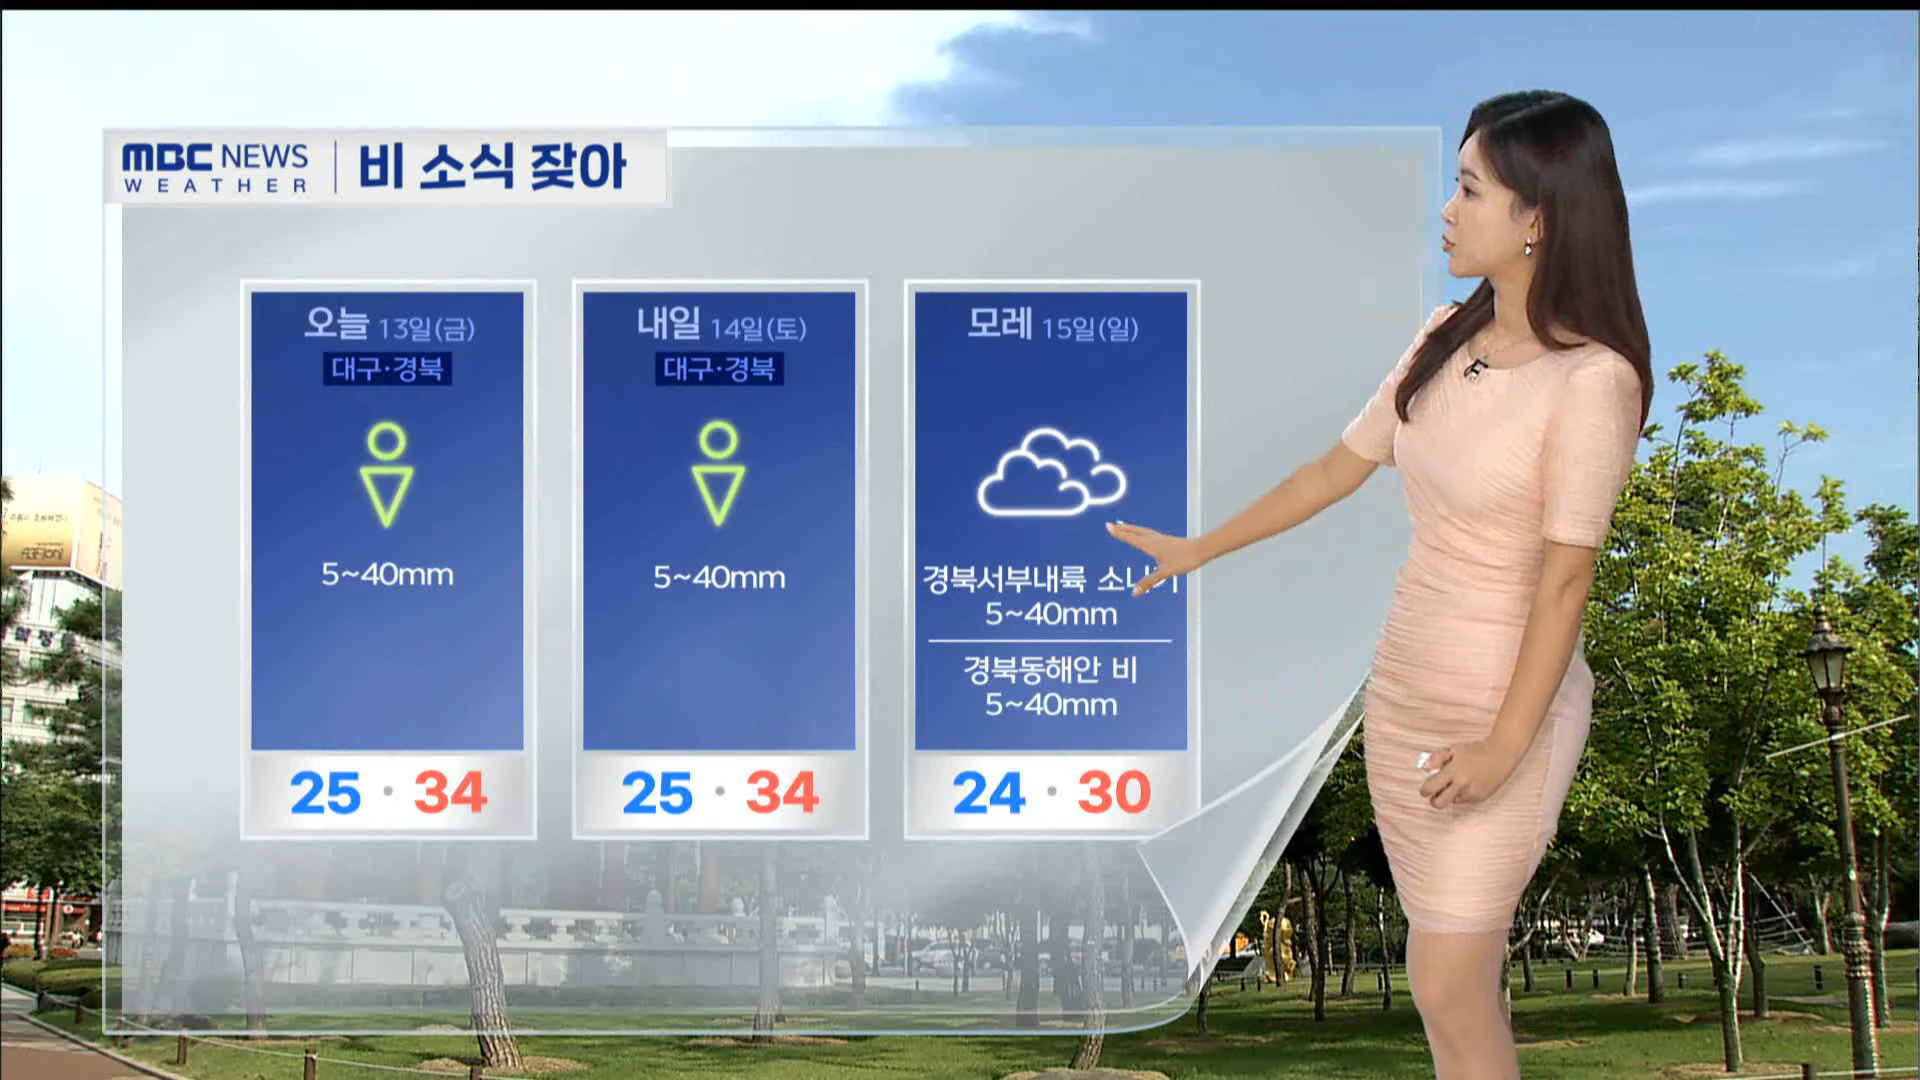 MBC NEWS
WEATHER
비 소식 잦아
오늘 13일(금)
대구·경북
5~40mm
25 · 34
내일 14일(토)
대구·경북
5~40mm
25 · 34
모레 15일(일)
경북서부내륙
5~40mm
경북동해안 비
5~40mm
24 · 30